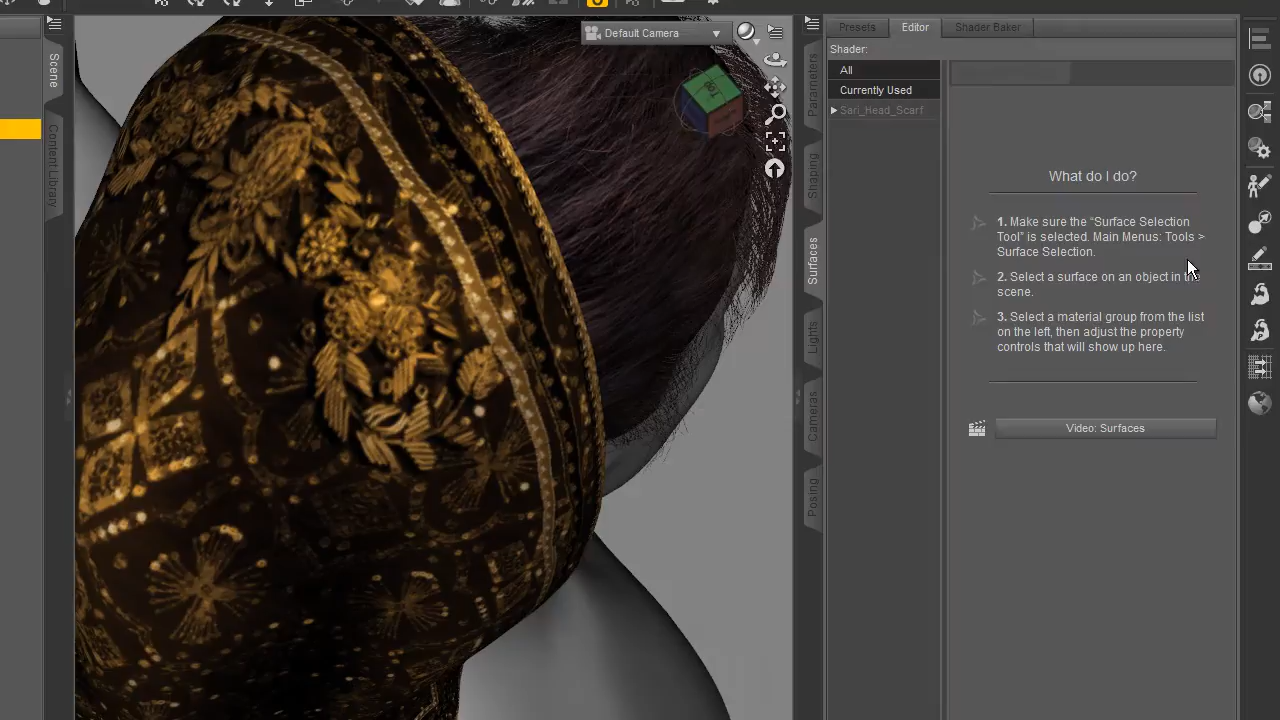 Scene
Content Library
Default Camera
Parameters
Shaping
Surfaces
Lights
Cameras
Posing
Presets
Editor
Shader Baker
Shader:
All
Currently Used
Sari_Head_Scarf
What do I do?
1. Make sure the "Surface Selection
Tool" is selected. Main Menus: Tools >
Surface Selection.
2. Select a surface on an object in the
scene.
3. Select a material group from the list
on the left, then adjust the property
controls that will show up here.
Video: Surfaces